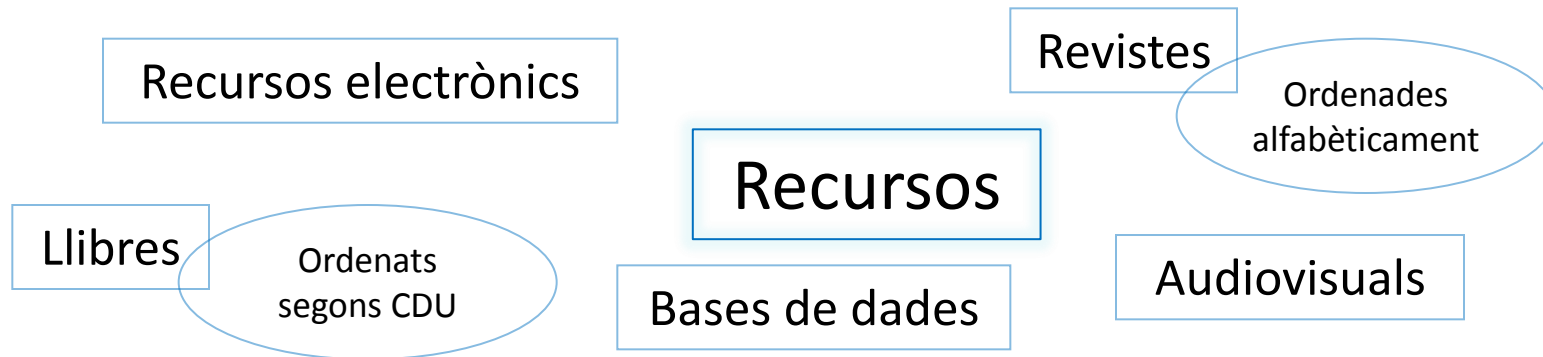 Recursos electrònics
Revistes
Ordenades
alfabèticament
Recursos
Llibres
Ordenats
segons CDU
Bases de dades
Audiovisuals